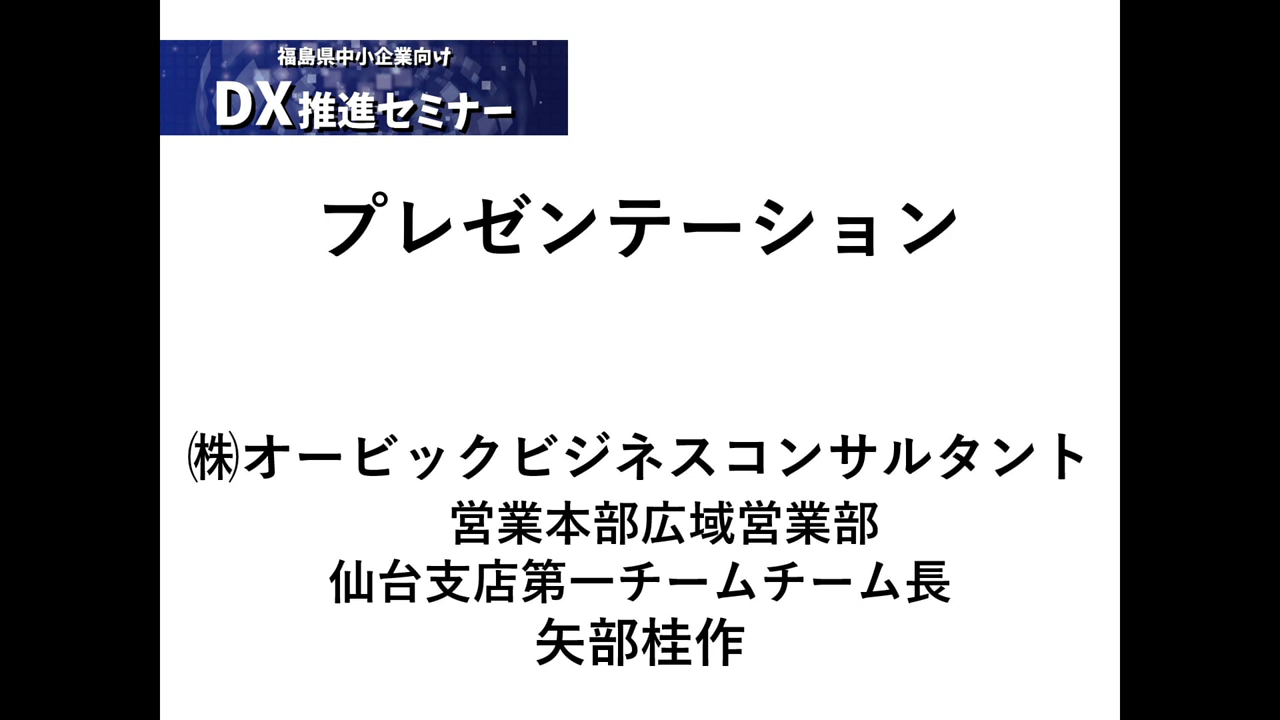 福島県中小企業向け
DX推進セミナー
プレゼンテーション
㈱オービックビジネスコンサルタント
営業本部広域営業部
仙台支店第一チームチーム長
矢部桂作